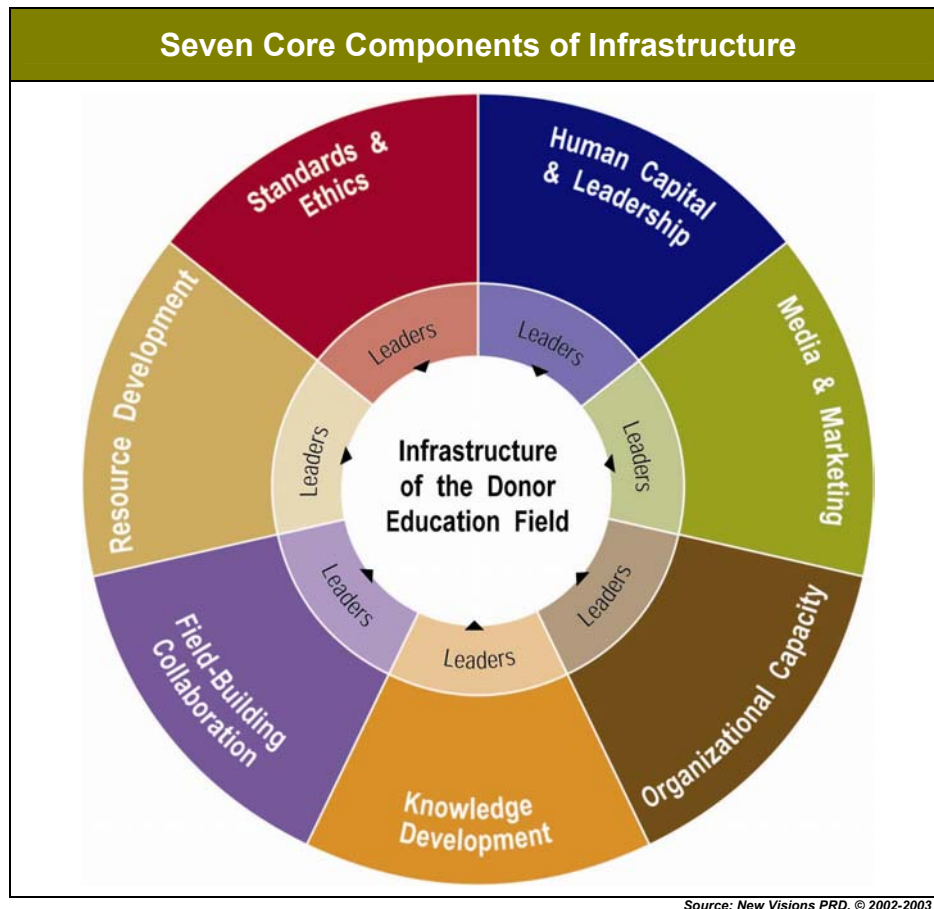 Seven Core Components of Infrastructure
Standards &
Ethics
Human Capital
& Leadership
Media & Marketing
Organizational Capacity
Knowledge
Development
Field-Building
Collaboration
Resource Development
Leaders
Leaders
Leaders
Leaders
Leaders
Leaders
Leaders
Infrastructure
of the Donor
Education Field
Source: New Visions PRD. © 2002-2003